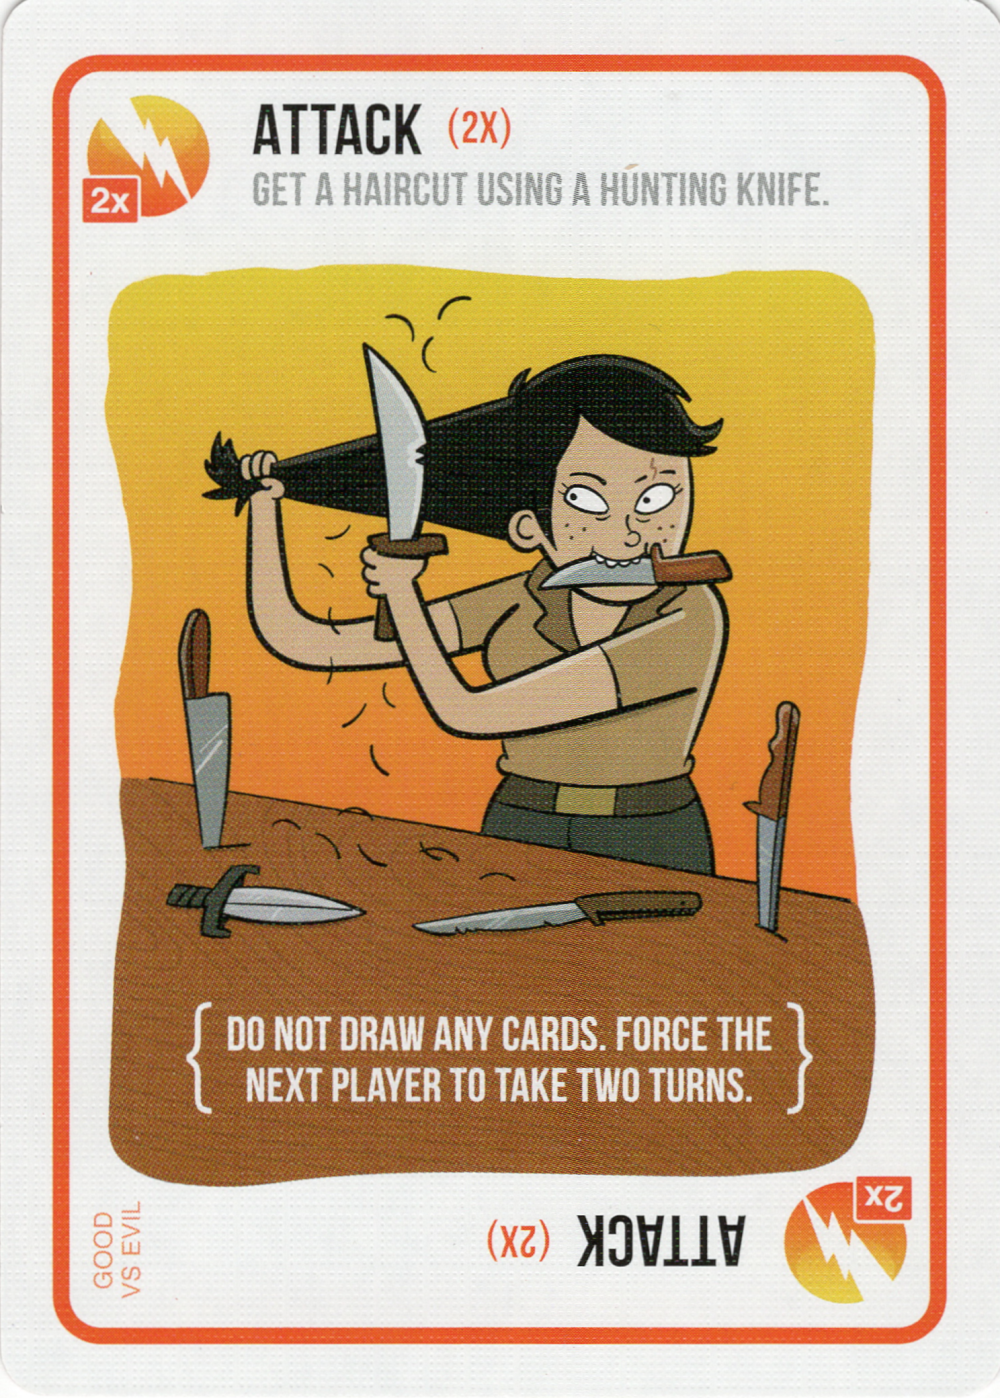 ATTACK (2X)
2x
GET A HAIRCUT USING A HUNTING KNIFE.
DO NOT DRAW ANY CARDS. FORCE THE
NEXT PLAYER TO TAKE TWO TURNS.
GOOD
VS EVIL
ATTACK (2X)
2x